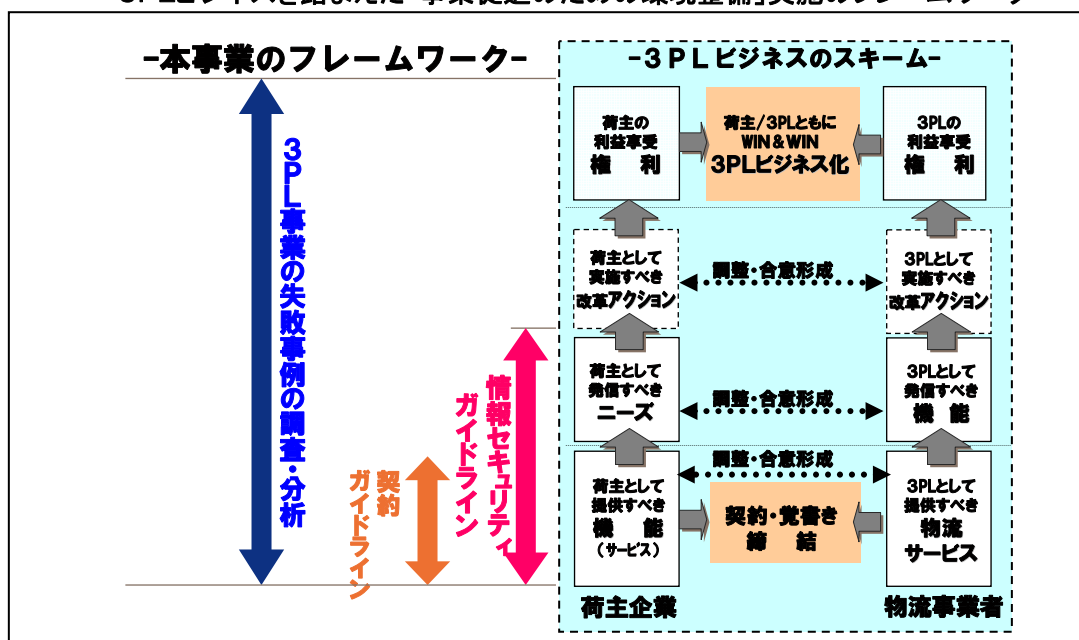 -本事業のフレームワーク-
3PL事業の失敗事例の調査・分析
契約
ガイドライン
情報セキュリティ
ガイドライン
-3PLビジネスのスキーム-
荷主の
利益享受
権　利
荷主/3PLともに
WIN＆WIN
3PLビジネス化
3PLの
利益享受
権　利
荷主として
実施すべき
改革アクション
調整・合意形成
3PLとして
実施すべき
改革アクション
荷主として
発信すべき
ニーズ
調整・合意形成
3PLとして
発信すべき
機　能
調整・合意形成
荷主として
提供すべき
機　能
（サービス）
契約・覚書き
締　結
3PLとして
提供すべき
物流
サービス
荷主企業
物流事業者